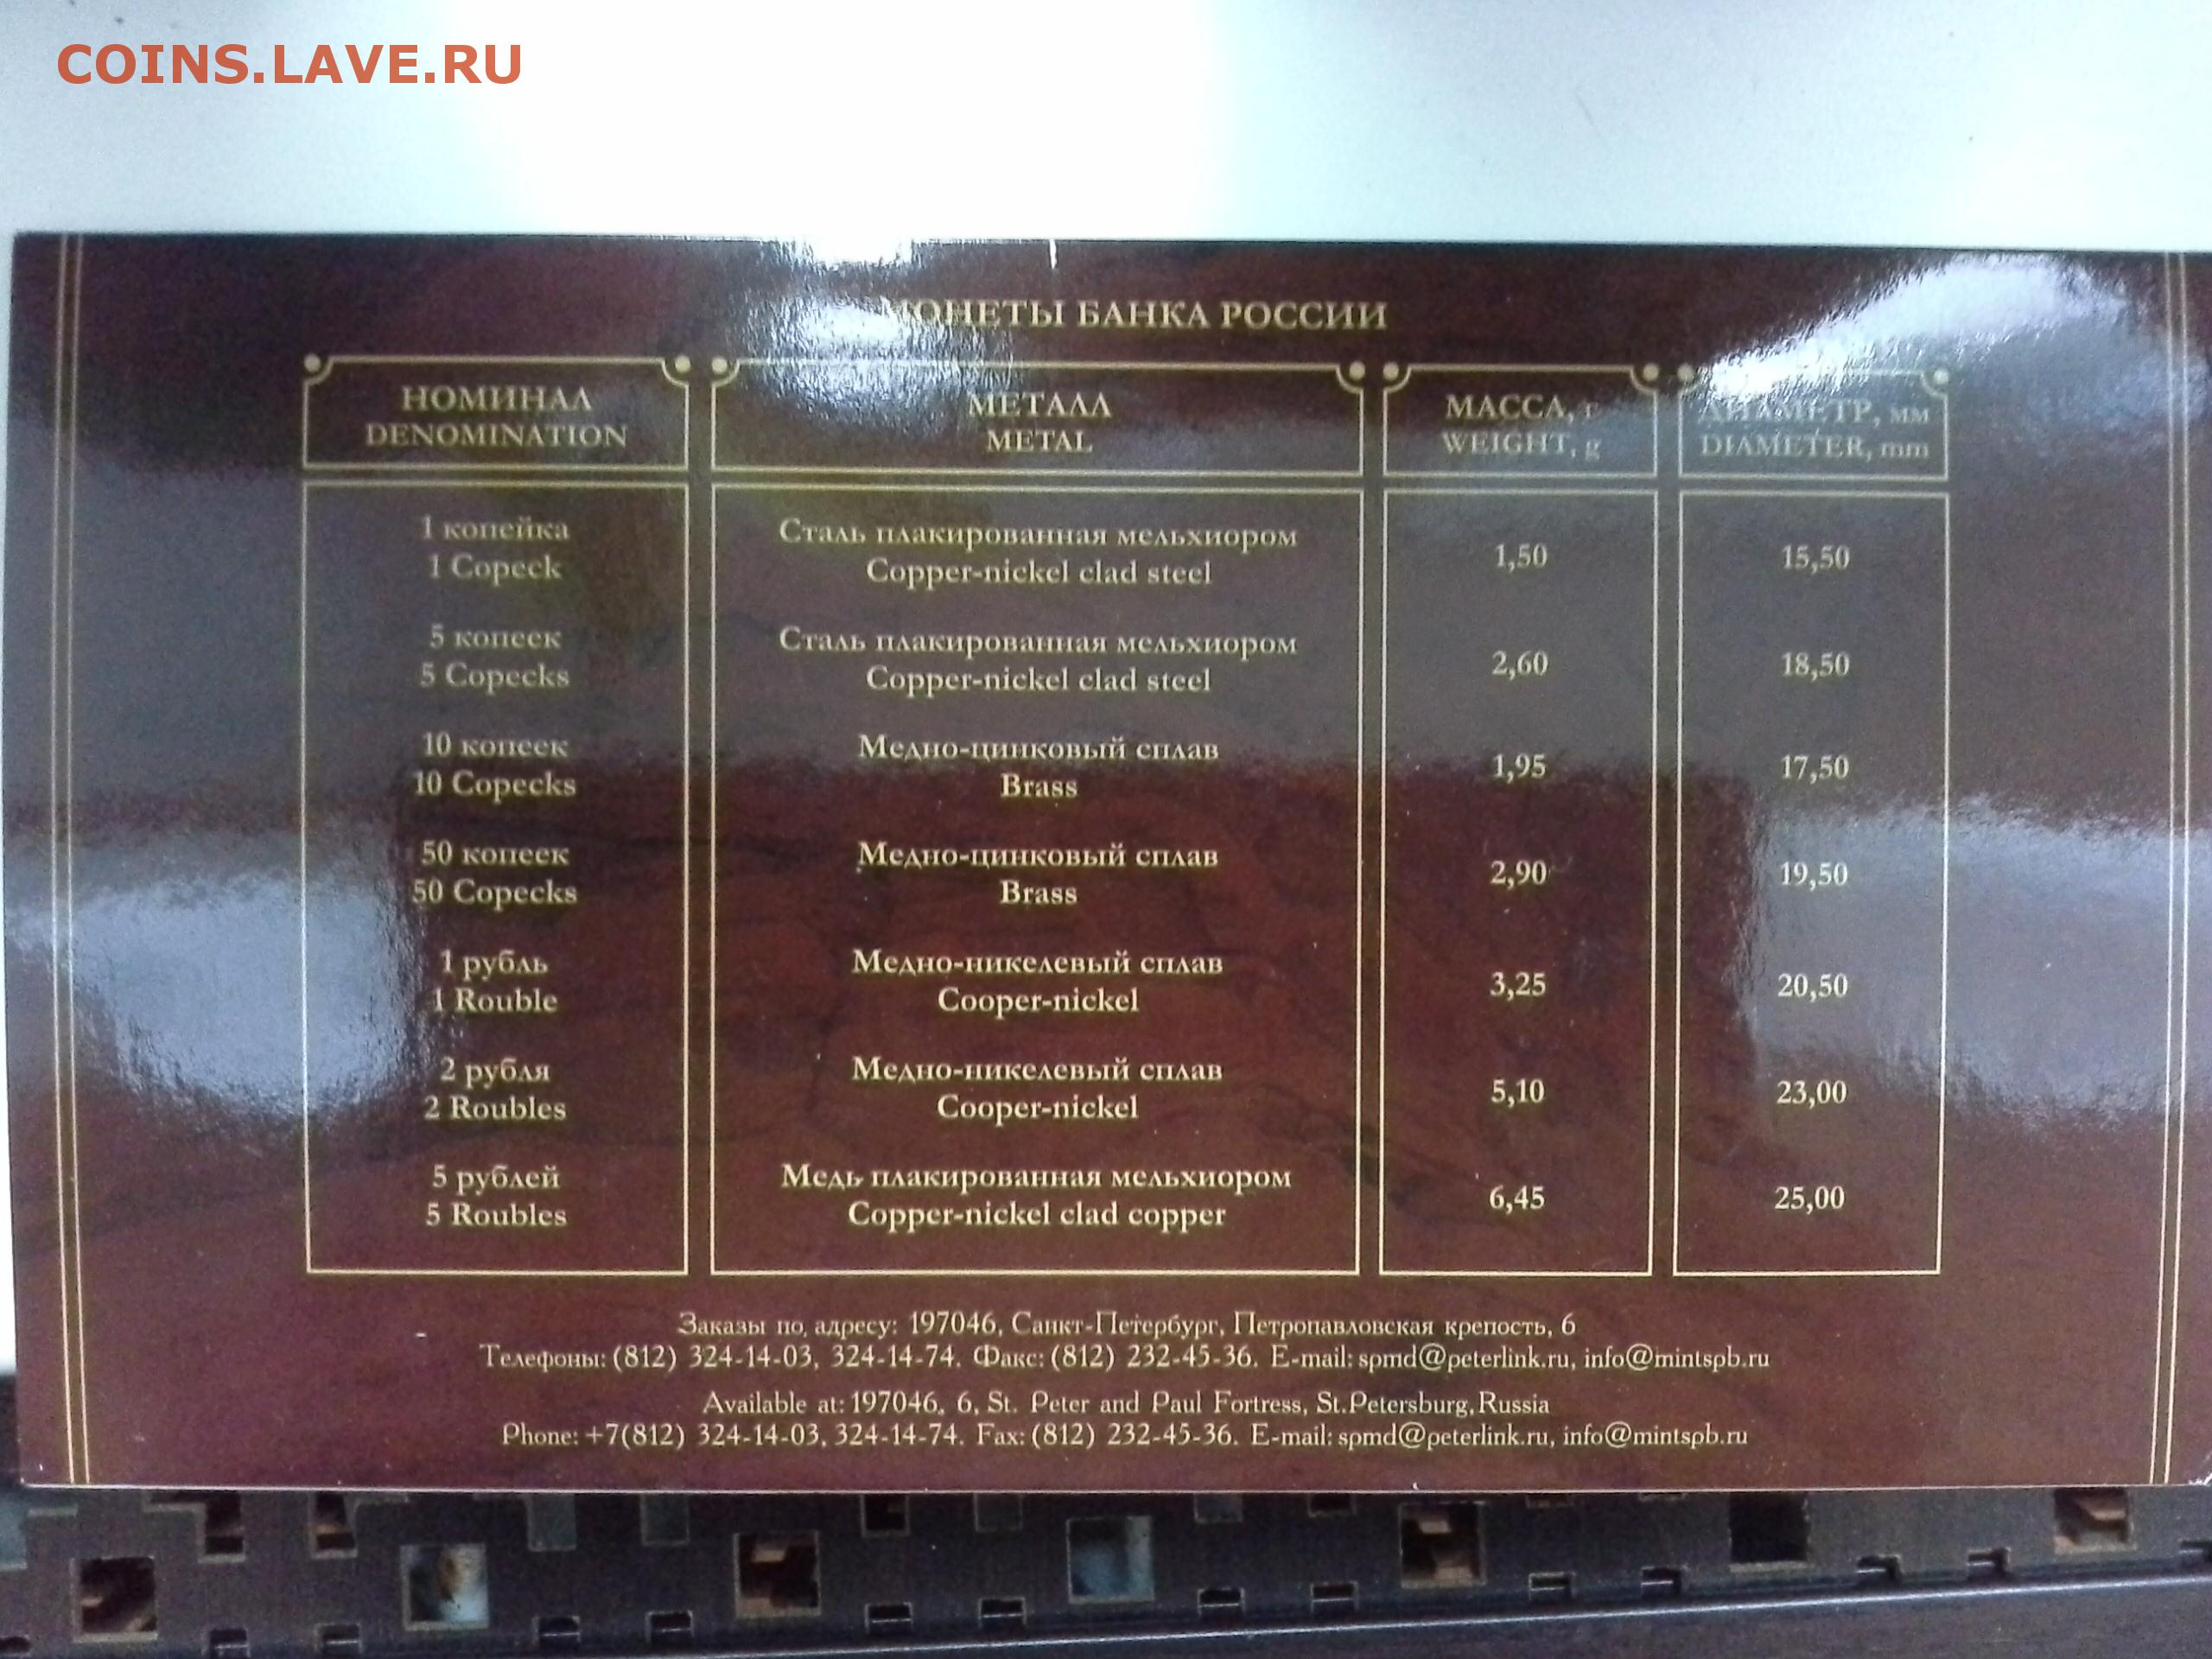 COINS.LAVE.RU
МОНЕТЫ БАНКА РОССИИ
НОМИНАЛ
DENOMINATION
МЕТАЛЛ
METAL
МАССА, г
WEIGHT, g
ДИАМЕТР, мм
DIAMETER, mm
1 копейка
1 Copeck
Сталь плакированная мельхиором
Copper-nickel clad steel
1,50
15,50
5 копеек
5 Copecks
Сталь плакированная мельхиором
Copper-nickel clad steel
2,60
18,50
10 копеек
10 Copecks
Медно-цинковый сплав
Brass
1,95
17,50
50 копеек
50 Copecks
Медно-цинковый сплав
Brass
2,90
19,50
1 рубль
1 Rouble
Медно-никелевый сплав
Cooper-nickel
3,25
20,50
2 рубля
2 Roubles
Медно-никелевый сплав
Cooper-nickel
5,10
23,00
5 рублей
5 Roubles
Медь плакированная мельхиором
Copper-nickel clad copper
6,45
25,00
Заказы по адресу: 197046, Санкт-Петербург, Петропавловская крепость, 6
Телефоны: (812) 324-14-03, 324-14-74. Факс: (812) 232-45-36. E-mail: spmd@peterlink.ru, info@mintspb.ru
Available at: 197046, 6, St. Peter and Paul Fortress, St.Petersburg, Russia
Phone: +7(812) 324-14-03, 324-14-74. Fax: (812) 232-45-36. E-mail: spmd@peterlink.ru, info@mintspb.ru